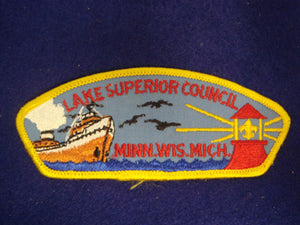 LAKE SUPERIOR COUNCIL
MINN. WIS. MICH.